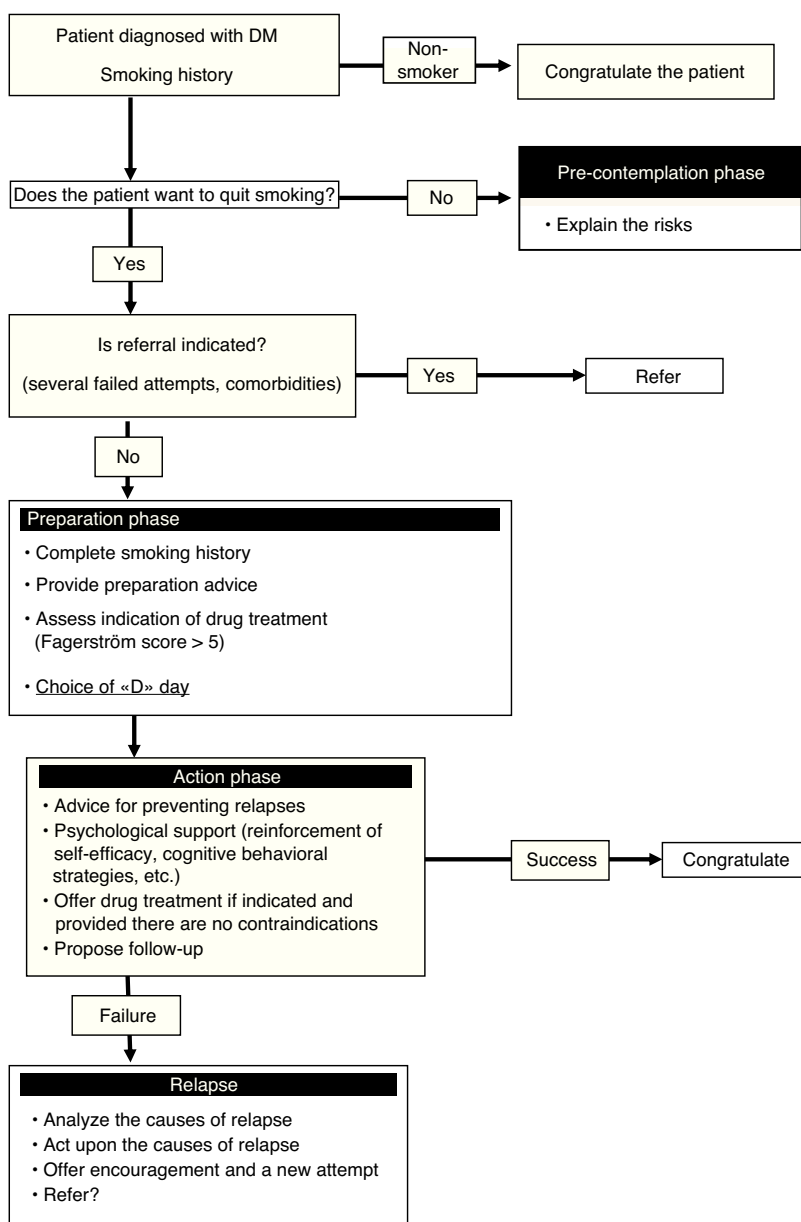 Patient diagnosed with DM
Smoking history
Non-
smoker
Congratulate the patient
Does the patient want to quit smoking?
No
Pre-contemplation phase
• Explain the risks
Yes
Is referral indicated?
(several failed attempts, comorbidities)
Yes
Refer
No
Preparation phase
• Complete smoking history
• Provide preparation advice
• Assess indication of drug treatment
(Fagerström score > 5)
• Choice of «D» day
Action phase
• Advice for preventing relapses
• Psychological support (reinforcement of
self-efficacy, cognitive behavioral
strategies, etc.)
• Offer drug treatment if indicated and
provided there are no contraindications
• Propose follow-up
Success
Congratulate
Failure
Relapse
• Analyze the causes of relapse
• Act upon the causes of relapse
• Offer encouragement and a new attempt
• Refer?